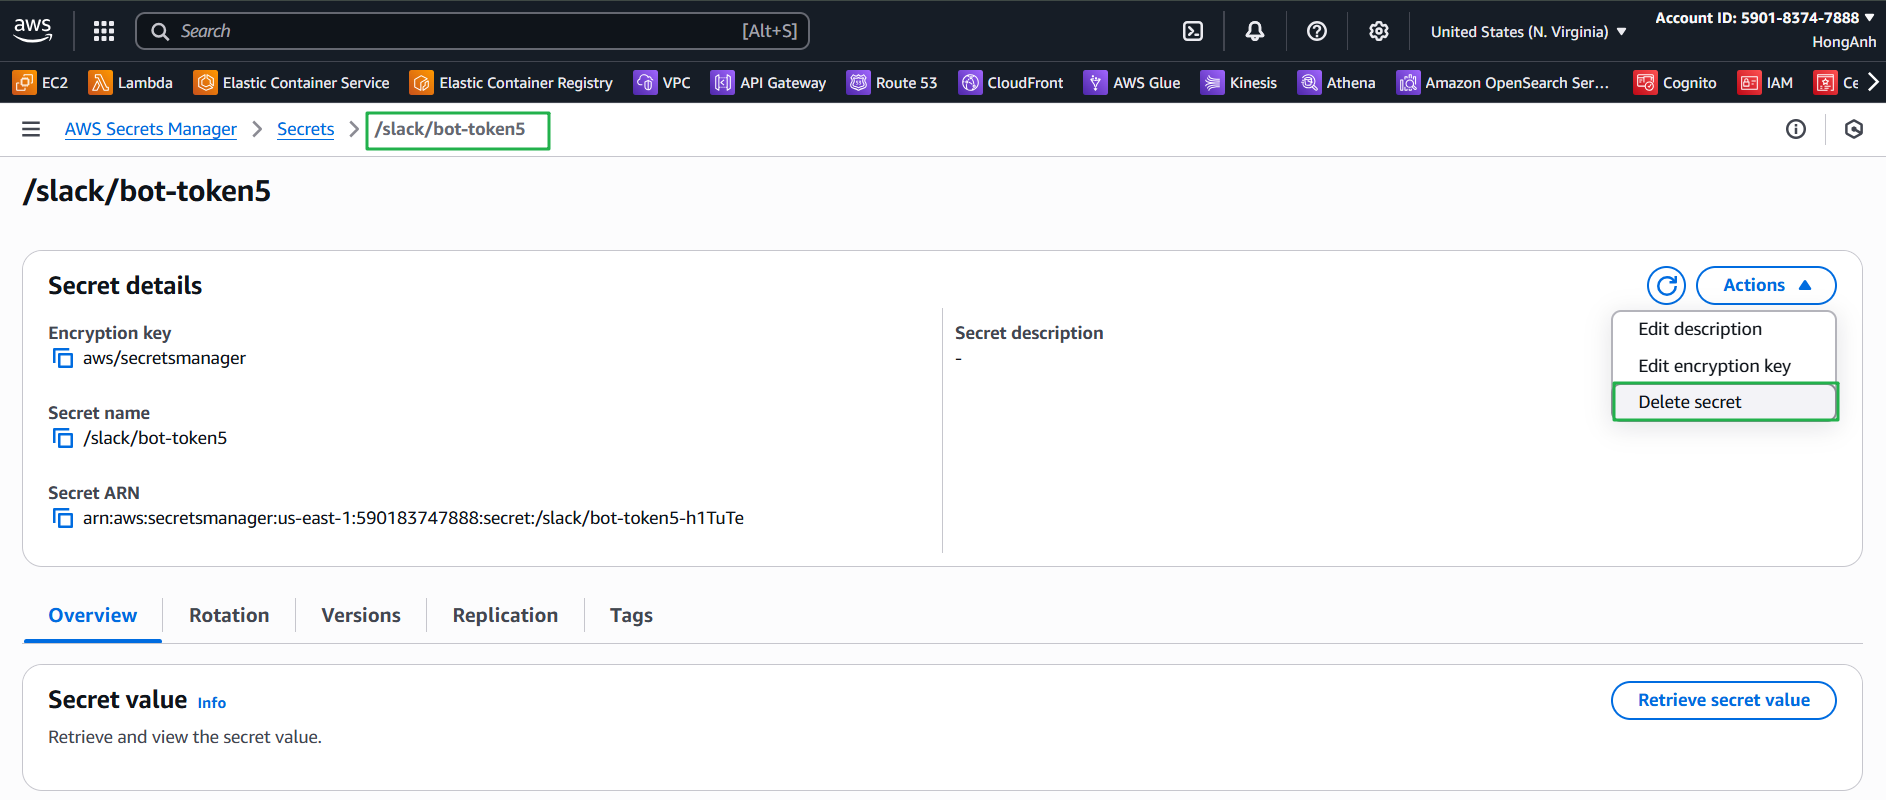 aws
Search [Alt+S]
United States (N. Virginia)
Account ID: 5901-8374-7888
HongAnh
EC2 Lambda Elastic Container Service Elastic Container Registry VPC API Gateway Route 53 CloudFront AWS Glue Kinesis Athena Amazon OpenSearch Ser... Cognito IAM Ce
AWS Secrets Manager Secrets /slack/bot-token5
/slack/bot-token5
Secret details
Actions
Edit description
Edit encryption key
Delete secret
Encryption key
aws/secretsmanager
Secret name
/slack/bot-token5
Secret ARN
arn:aws:secretsmanager:us-east-1:590183747888:secret:/slack/bot-token5-h1TuTe
Secret description
-
Overview Rotation Versions Replication Tags
Secret value Info
Retrieve and view the secret value.
Retrieve secret value